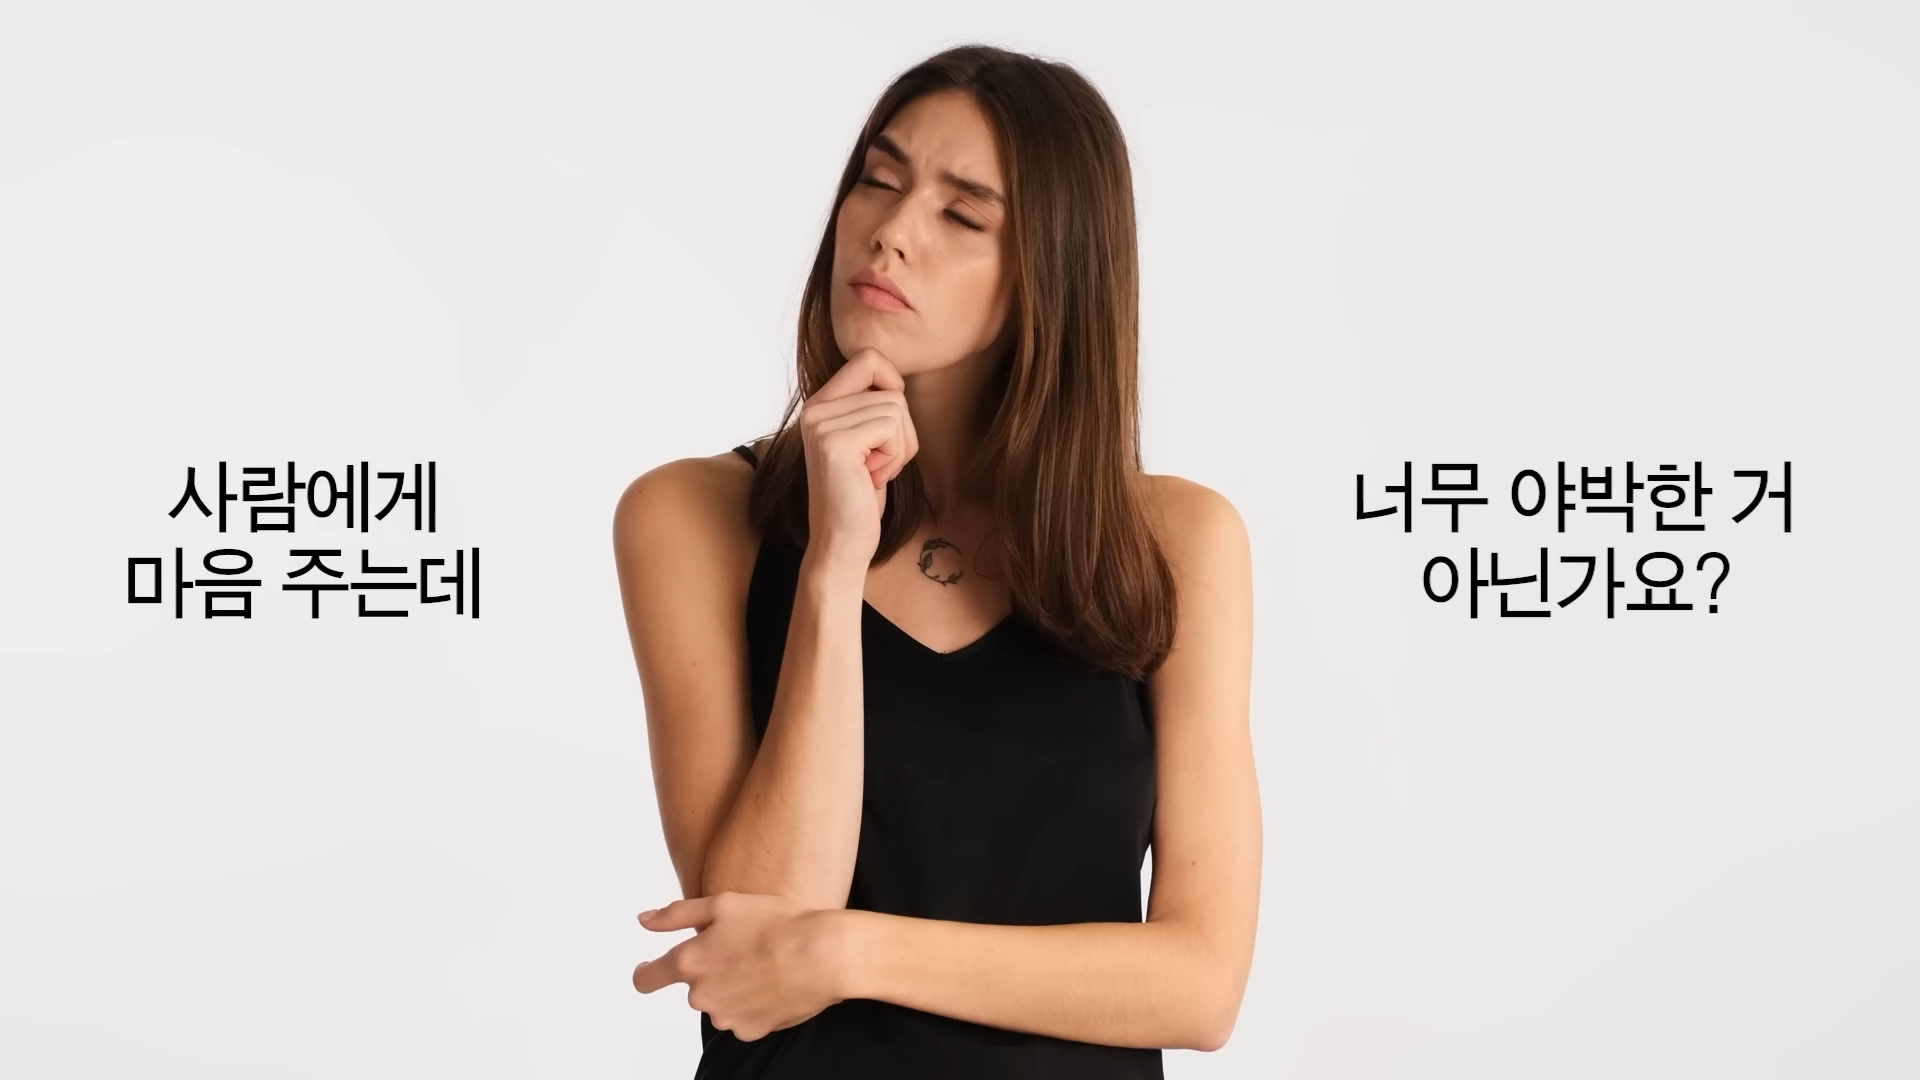 사람에게
마음 주는데
너무 야박한 거
아닌가요?